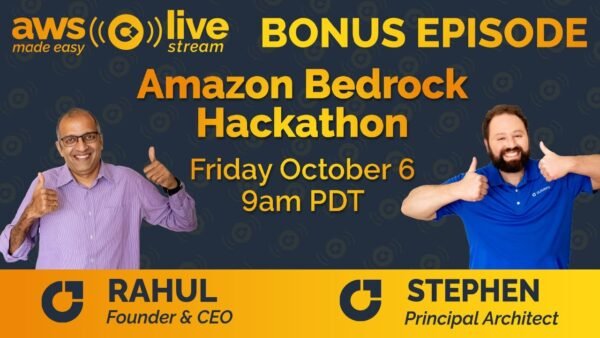 aws live
made easy stream
BONUS EPISODE
Amazon Bedrock
Hackathon
Friday October 6
9am PDT
RAHUL
Founder & CEO
STEPHEN
Principal Architect